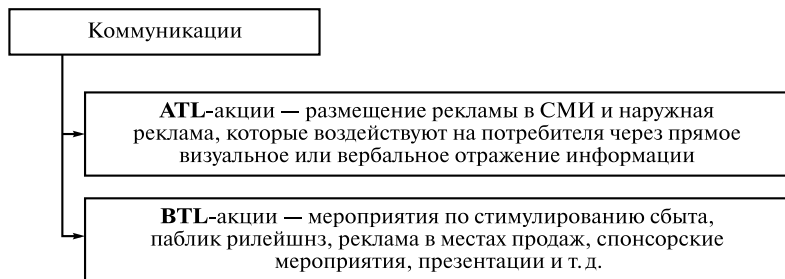 Коммуникации
ATL-акции — размещение рекламы в СМИ и наружная
реклама, которые воздействуют на потребителя через прямое
визуальное или вербальное отражение информации
BTL-акции — мероприятия по стимулированию сбыта,
паблик рилейшнз, реклама в местах продаж, спонсорские
мероприятия, презентации и т. д.